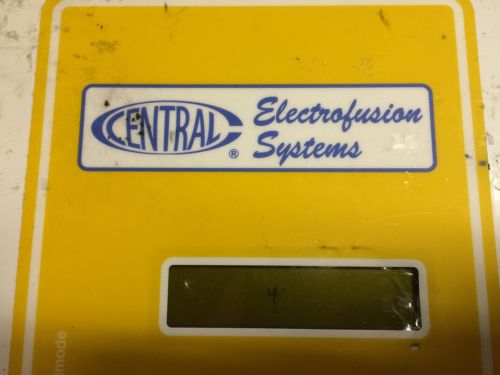 CENTRAL ® Electrofusion
Systems
mode